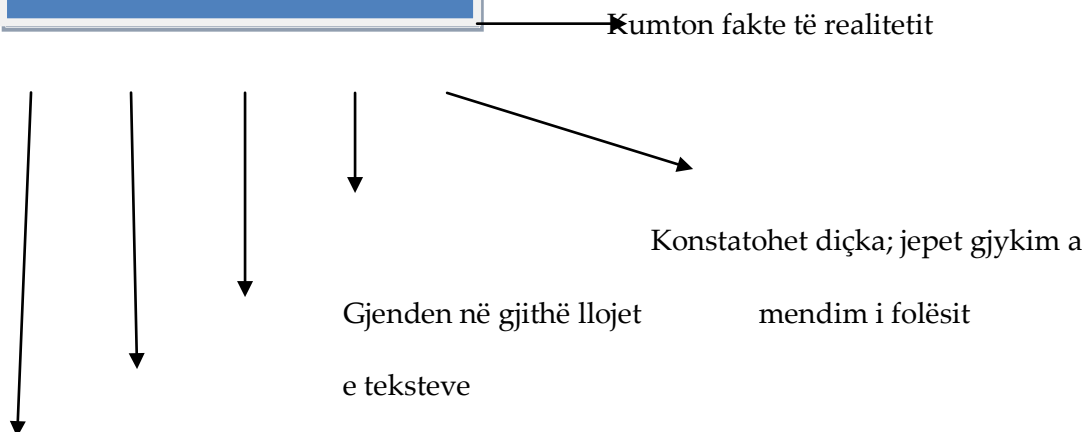 Kumton fakte të realitetit
Konstatohet diçka; jepet gjykim a
Gjenden në gjithë llojet mendim i folësit
e teksteve